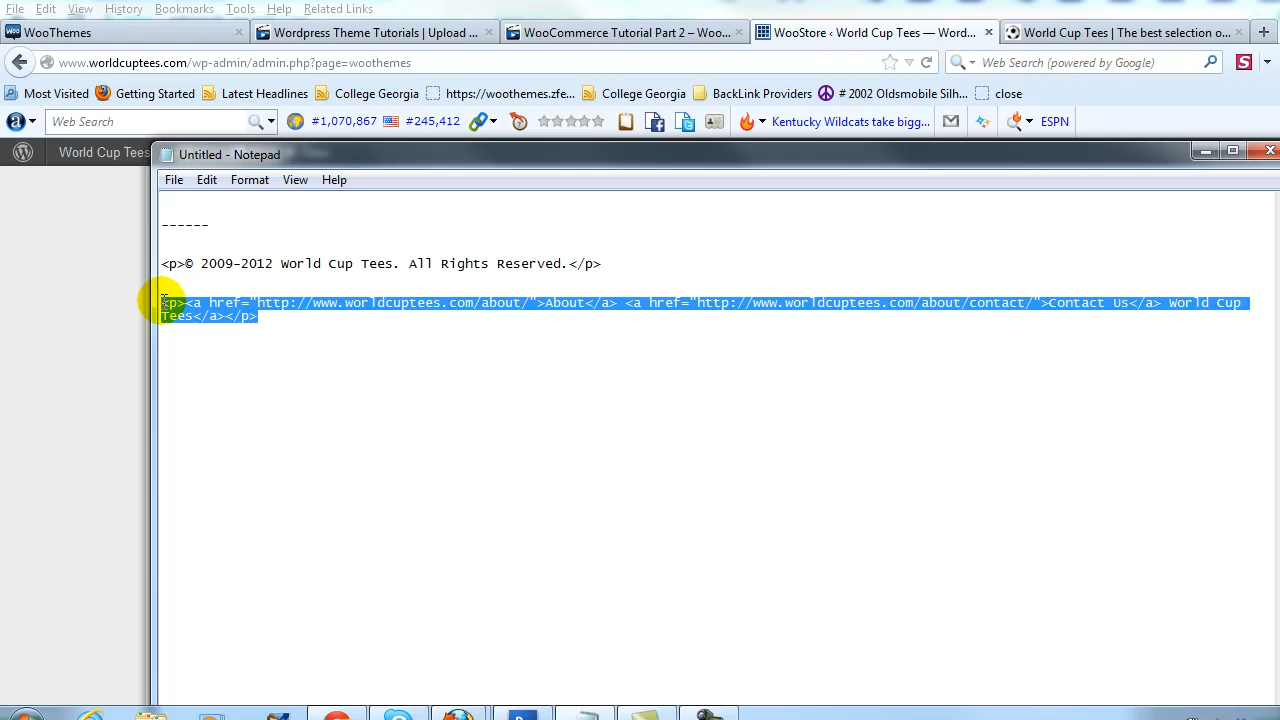 File Edit View History Bookmarks Tools Help Related Links
WooThemes × Wordpress Theme Tutorials | Upload ... × WooCommerce Tutorial Part 2 – Woo... × WooStore ‹ World Cup Tees — Word... × World Cup Tees | The best selection o... × +
www.worldcuptees.com/wp-admin/admin.php?page=woothemes Web Search (powered by Google) S
Most Visited Getting Started Latest Headlines College Georgia https://woothemes.zfe... College Georgia BackLink Providers # 2002 Oldsmobile Silh... close
a Web Search #1,070,867 #245,412 Kentucky Wildcats take bigg... ESPN
World Cup Tees Untitled - Notepad
File Edit Format View Help
------
<p>© 2009-2012 World Cup Tees. All Rights Reserved.</p>
<p><a href="http://www.worldcuptees.com/about/">About</a> <a href="http://www.worldcuptees.com/about/contact/">Contact Us</a> World Cup
Tees</a></p>